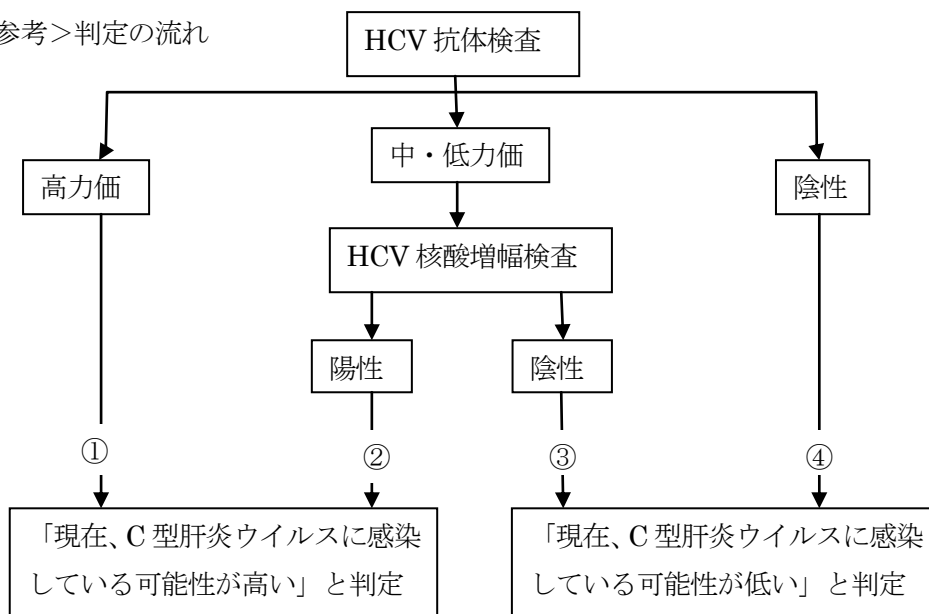 参考＞判定の流れ
HCV 抗体検査
高力価
中・低力価
陰性
HCV 核酸増幅検査
陽性
陰性
①
②
③
④
「現在、C 型肝炎ウイルスに感染
している可能性が高い」と判定
「現在、C 型肝炎ウイルスに感染
している可能性が低い」と判定